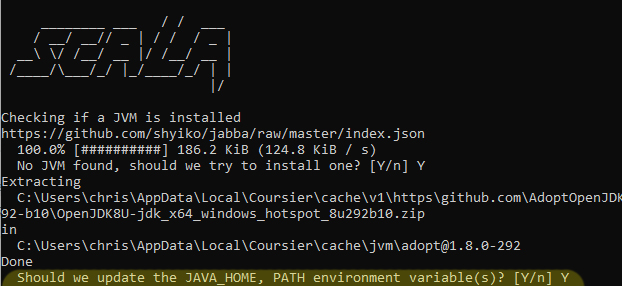 SCALA
Checking if a JVM is installed
https://github.com/shyiko/jabba/raw/master/index.json
100.0% [##########] 186.2 KiB (124.8 KiB / s)
No JVM found, should we try to install one? [Y/n] Y
Extracting
C:\Users\chris\AppData\Local\Coursier\cache\v1\https\github.com\AdoptOpenJDK
92-b10\OpenJDK8U-jdk_x64_windows_hotspot_8u292b10.zip
in
C:\Users\chris\AppData\Local\Coursier\cache\jvm\adopt@1.8.0-292
Done
Should we update the JAVA_HOME, PATH environment variable(s)? [Y/n] Y